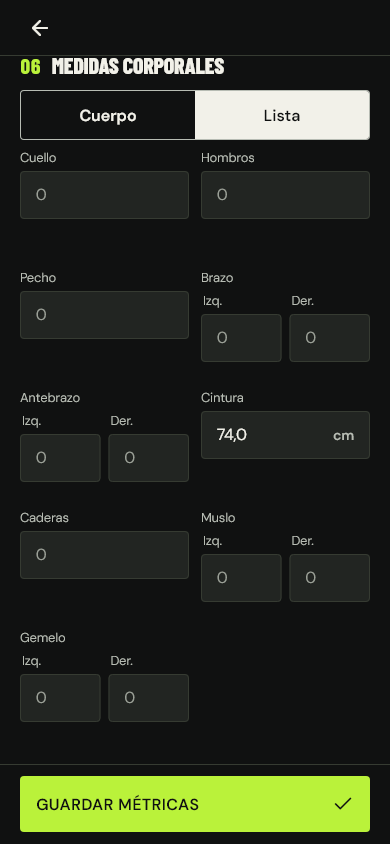 06 MEDIDAS CORPORALES
Cuerpo Lista
Cuello Hombros
0 0
Pecho Brazo
Izq. Der.
0 0 0
Antebrazo Cintura
Izq. Der.
0 0 74,0 cm
Caderas Muslo
Izq. Der.
0 0 0
Gemelo
Izq. Der.
0 0
GUARDAR MÉTRICAS